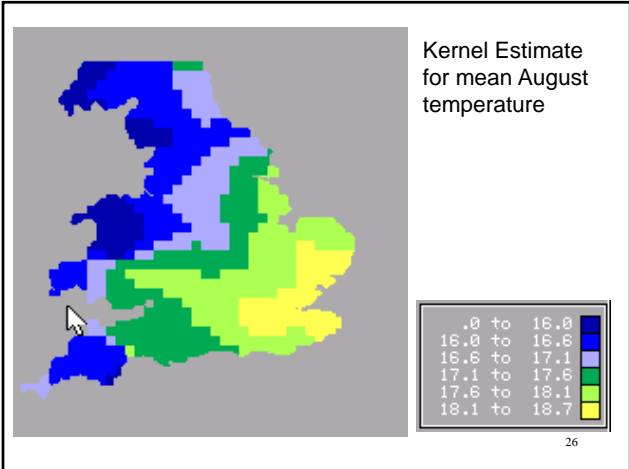 Kernel Estimate
for mean August
temperature
.0 to 16.0
16.0 to 16.6
16.6 to 17.1
17.1 to 17.6
17.6 to 18.1
18.1 to 18.7
26